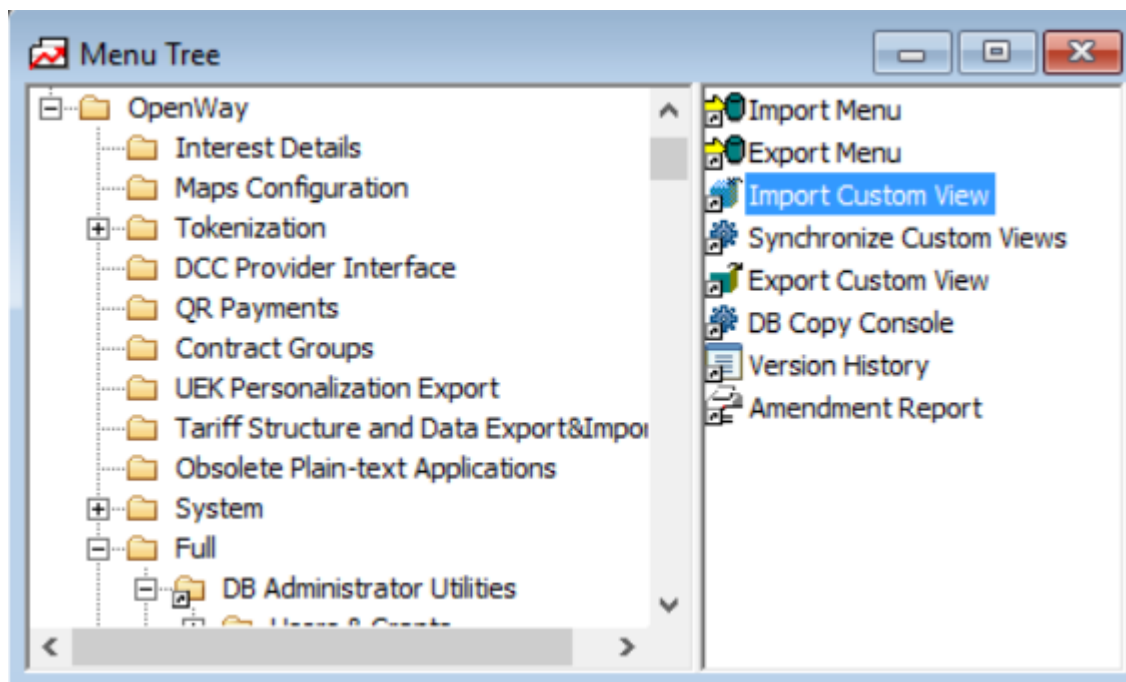 Menu Tree
OpenWay
Interest Details
Maps Configuration
Tokenization
DCC Provider Interface
QR Payments
Contract Groups
UEK Personalization Export
Tariff Structure and Data Export&Impor
Obsolete Plain-text Applications
System
Full
DB Administrator Utilities
Users & Grants
Import Menu
Export Menu
Import Custom View
Synchronize Custom Views
Export Custom View
DB Copy Console
Version History
Amendment Report